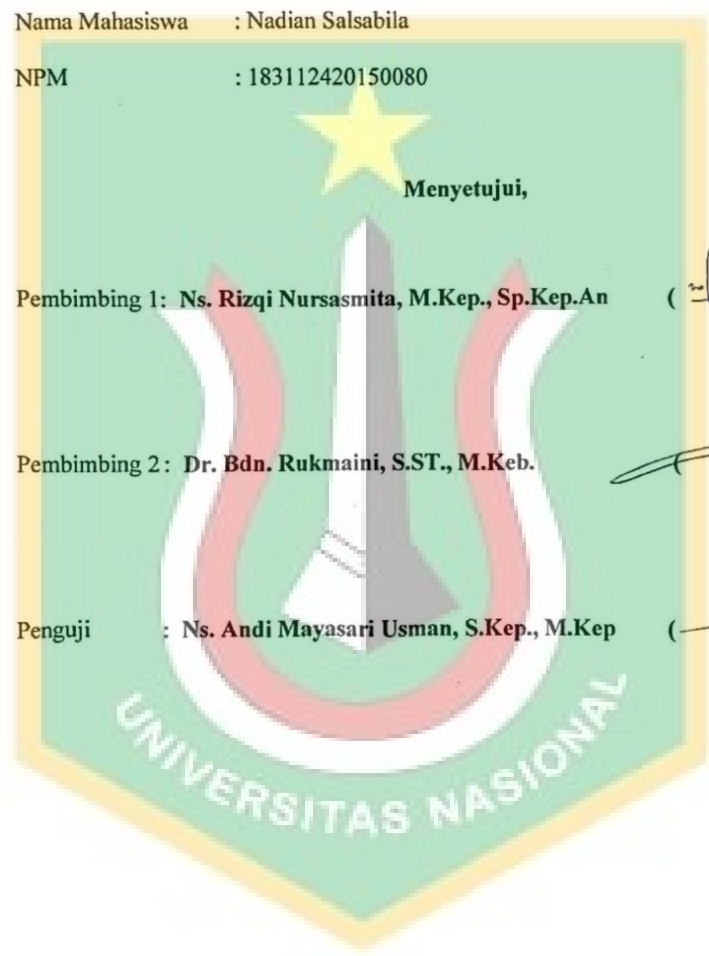 Nama Mahasiswa : Nadian Salsabila
NPM : 183112420150080
Menyetujui,
Pembimbing 1: Ns. Rizqi Nursasmita, M.Kep., Sp.Kep.An (
Pembimbing 2: Dr. Bdn. Rukmaini, S.ST., M.Keb. (
Penguji : Ns. Andi Mayasari Usman, S.Kep., M.Kep (
UNIVERSITAS NASIONAL